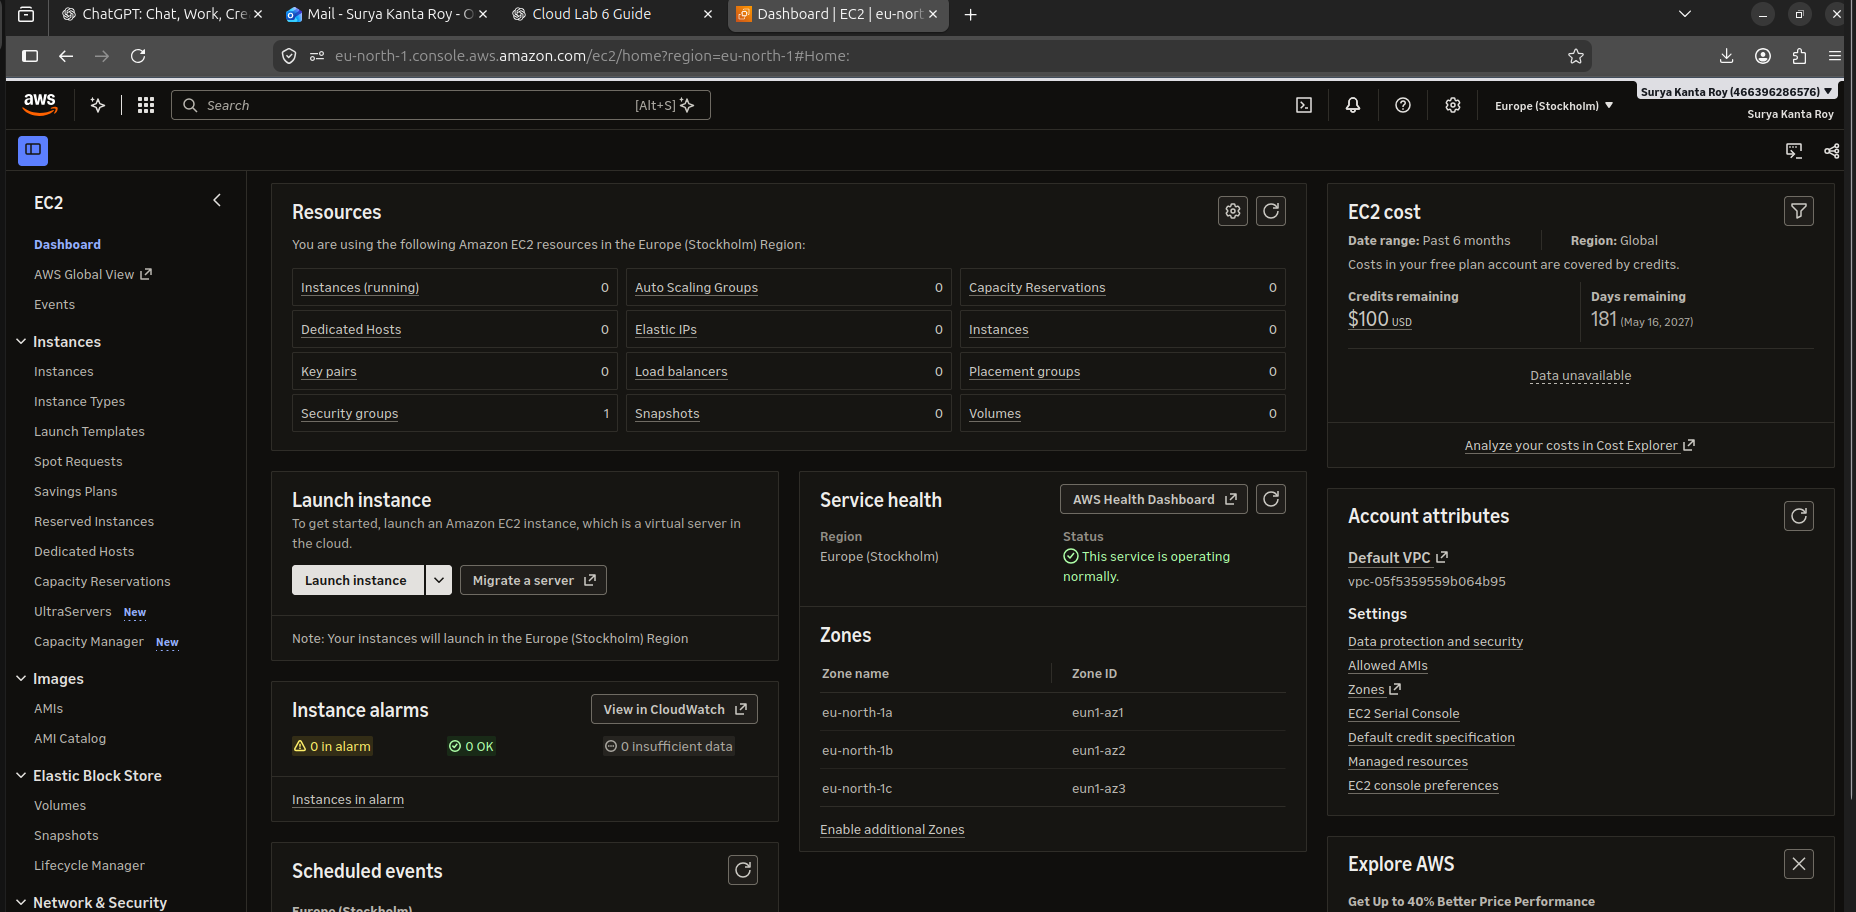 ChatGPT: Chat, Work, Cre
Mail - Surya Kanta Roy - O
Cloud Lab 6 Guide
Dashboard | EC2 | eu-nort
eu-north-1.console.aws.amazon.com/ec2/home?region=eu-north-1#Home:
aws
Search
[Alt+S]
Europe (Stockholm)
Surya Kanta Roy (466396286576)
Surya Kanta Roy
EC2
Dashboard
AWS Global View
Events
Instances
Instances
Instance Types
Launch Templates
Spot Requests
Savings Plans
Reserved Instances
Dedicated Hosts
Capacity Reservations
UltraServers New
Capacity Manager New
Images
AMIs
AMI Catalog
Elastic Block Store
Volumes
Snapshots
Lifecycle Manager
Network & Security
Resources
You are using the following Amazon EC2 resources in the Europe (Stockholm) Region:
Instances (running) 0
Auto Scaling Groups 0
Capacity Reservations 0
Dedicated Hosts 0
Elastic IPs 0
Instances 0
Key pairs 0
Load balancers 0
Placement groups 0
Security groups 1
Snapshots 0
Volumes 0
Launch instance
To get started, launch an Amazon EC2 instance, which is a virtual server in
the cloud.
Launch instance
Migrate a server
Note: Your instances will launch in the Europe (Stockholm) Region
Instance alarms
View in CloudWatch
0 in alarm
0 OK
0 insufficient data
Instances in alarm
Scheduled events
Europe (Stockholm)
Service health
AWS Health Dashboard
Region
Europe (Stockholm)
Status
This service is operating
normally.
Zones
Zone name
Zone ID
eu-north-1a
eun1-az1
eu-north-1b
eun1-az2
eu-north-1c
eun1-az3
Enable additional Zones
EC2 cost
Date range: Past 6 months
Region: Global
Costs in your free plan account are covered by credits.
Credits remaining
$100 USD
Days remaining
181 (May 16, 2027)
Data unavailable
Analyze your costs in Cost Explorer
Account attributes
Default VPC
vpc-05f5359559b064b95
Settings
Data protection and security
Allowed AMIs
Zones
EC2 Serial Console
Default credit specification
Managed resources
EC2 console preferences
Explore AWS
Get Up to 40% Better Price Performance